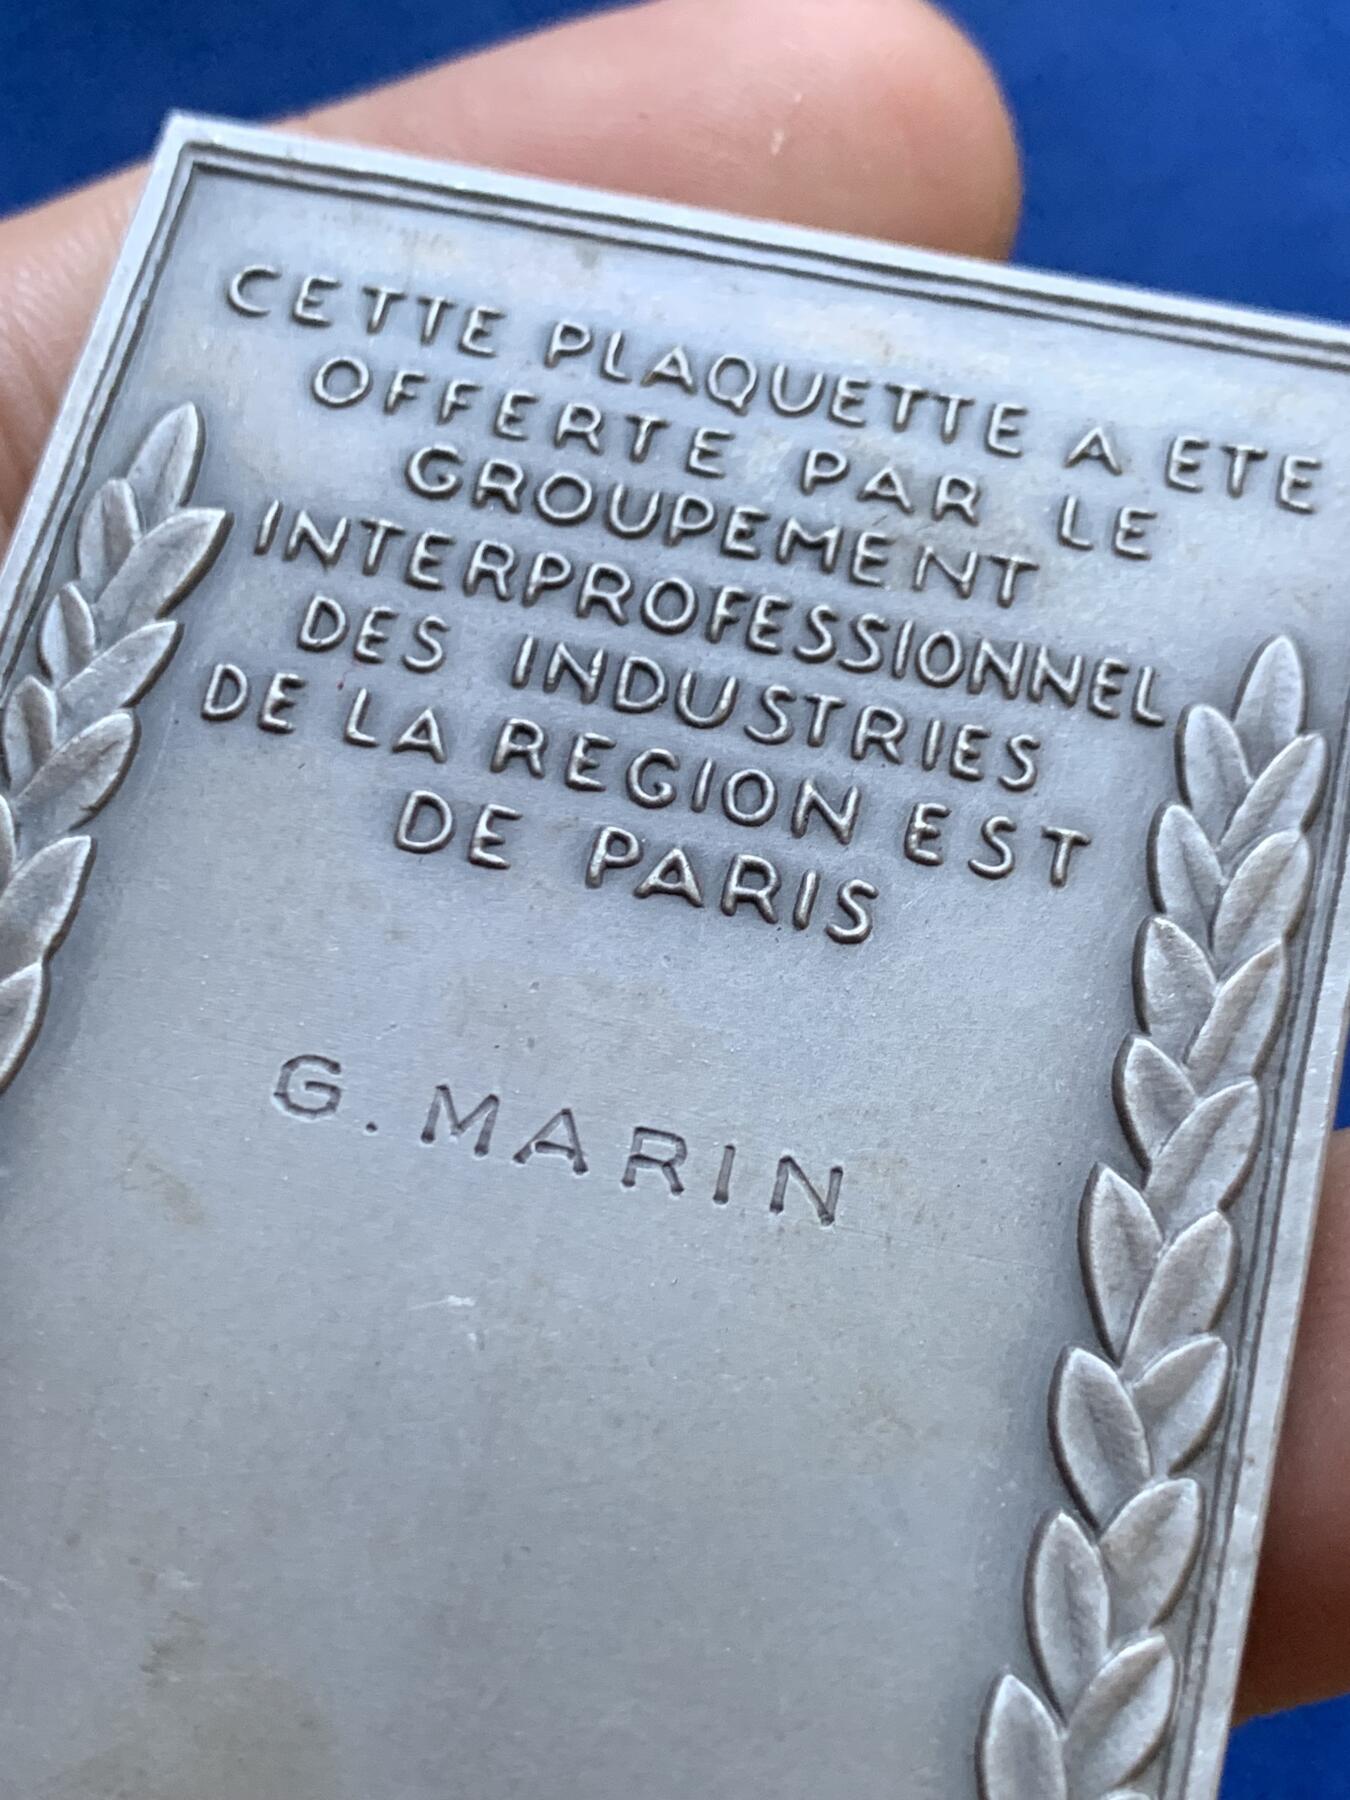 CETTE PLAQUETTE A ETE
OFFERTE PAR LE
GROUPEMENT
INTERPROFESSIONNEL
DES INDUSTRIES
DE LA REGION EST
DE PARIS
G. MARIN